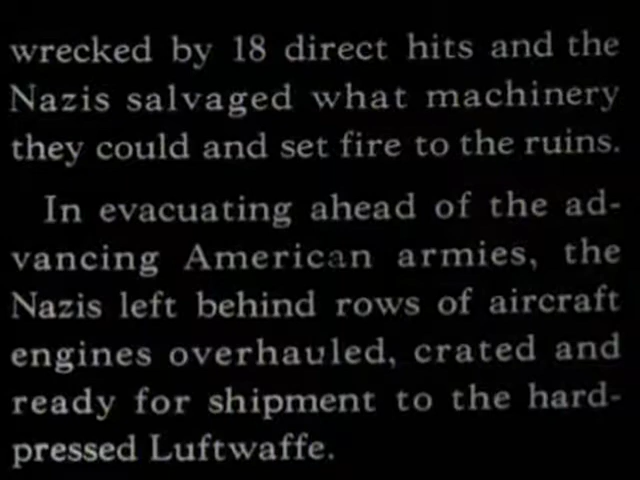 wrecked by 18 direct hits and the
Nazis salvaged what machinery
they could and set fire to the ruins.
In evacuating ahead of the ad-
vancing American armies, the
Nazis left behind rows of aircraft
engines overhauled, crated and
ready for shipment to the hard-
pressed Luftwaffe.